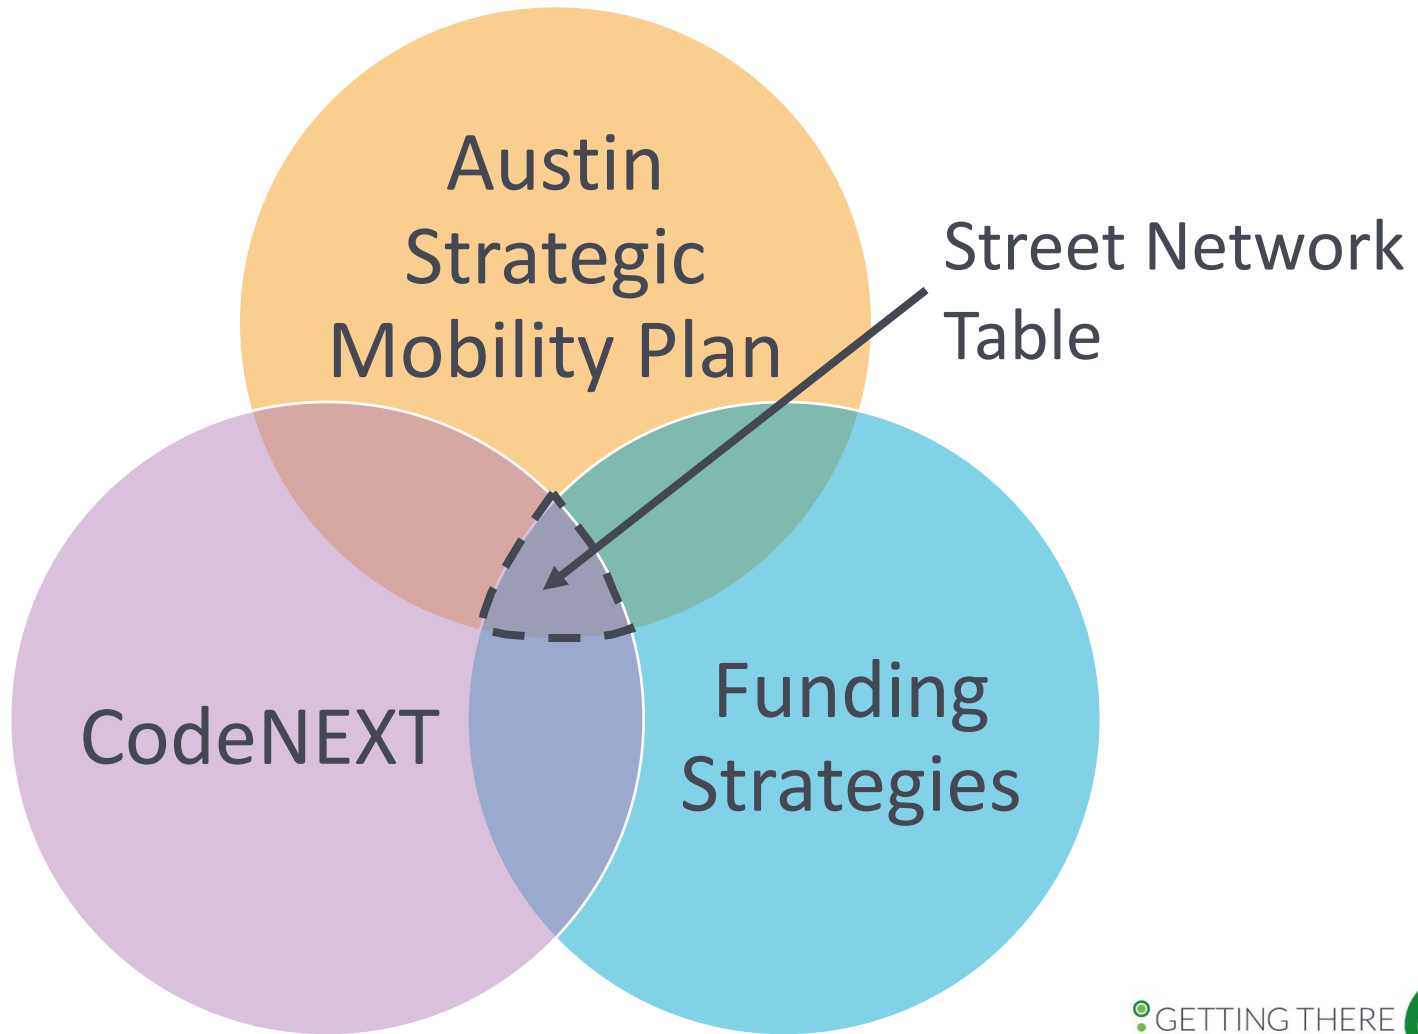 Austin
Strategic
Mobility Plan
Street Network
Table
CodeNEXT
Funding
Strategies
GETTING THERE